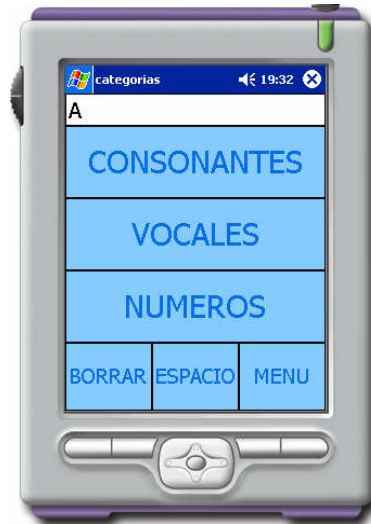 categorias 19:32
A
CONSONANTES
VOCALES
NUMEROS
BORRAR ESPACIO MENU